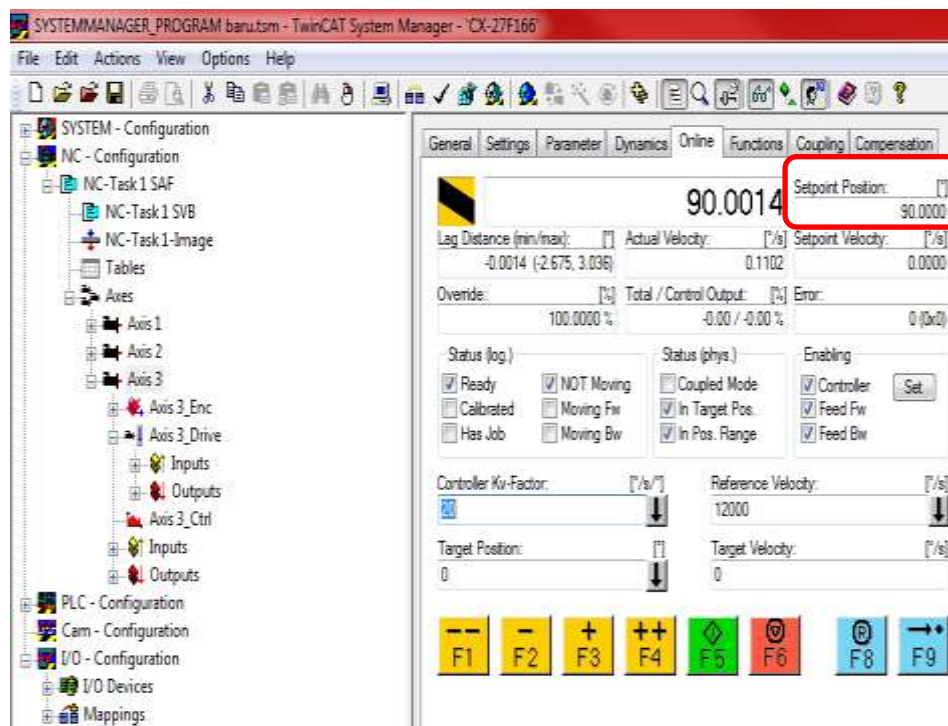 SYSTEMMANAGER_PROGRAM baru.tsm - TwinCAT System Manager - 'CX-27F166'
File Edit Actions View Options Help
SYSTEM - Configuration
NC - Configuration
NC-Task 1 SAF
NC-Task 1 SVB
NC-Task 1-Image
Tables
Axes
Axis 1
Axis 2
Axis 3
Axis 3_Enc
Axis 3_Drive
Inputs
Outputs
Axis 3_Ctrl
Inputs
Outputs
PLC - Configuration
Cam - Configuration
I/O - Configuration
I/O Devices
Mappings
General Settings Parameter Dynamics Online Functions Coupling Compensation
90.0014
Setpoint Position: [°]
90.0000
Lag Distance (min/max): [°] Actual Velocity: [°/s] Setpoint Velocity: [°/s]
-0.0014 (-2.675, 3.036) 0.1102 0.0000
Override: [%] Total / Control Output: [%] Error:
100.0000 % -0.00 / -0.00 % 0 (0x0)
Status (log.) Status (phys.) Enabling
Ready NOT Moving Coupled Mode Controller Set
Calibrated Moving Fw In Target Pos. Feed Fw
Has Job Moving Bw In Pos. Range Feed Bw
Controller Kv-Factor: [°/s/°] Reference Velocity: [°/s]
20 12000
Target Position: [°] Target Velocity: [°/s]
0 0
-- - + ++
F1 F2 F3 F4 F5 F6 F8 F9